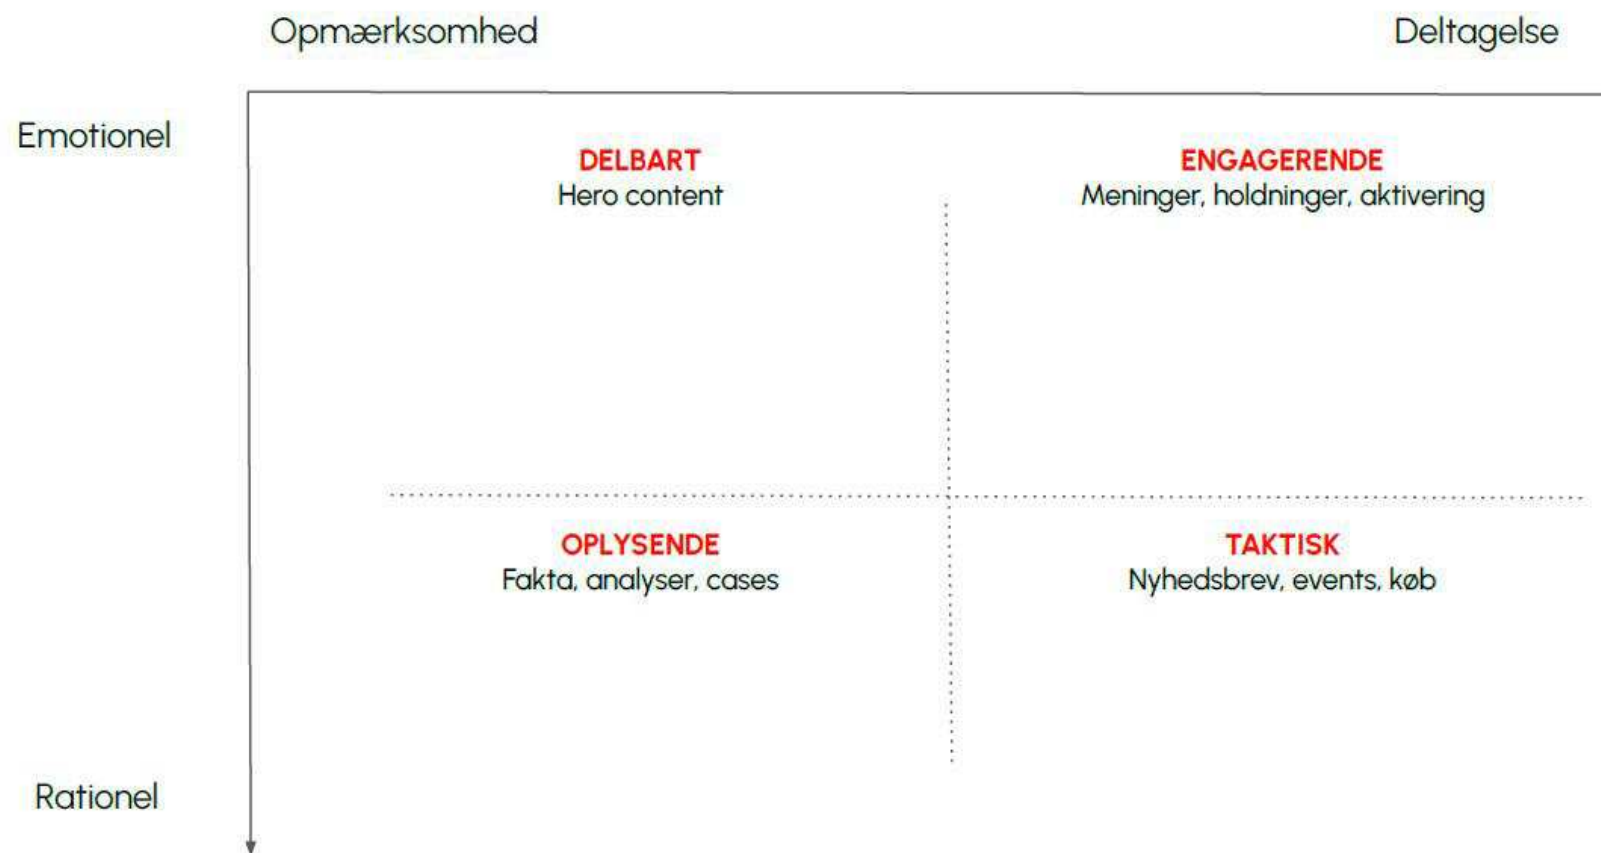 Opmærksomhed
Deltagelse
Emotionel
DELBART
Hero content
ENGAGERENDE
Meninger, holdninger, aktivering
OPLYSENDE
Fakta, analyser, cases
TAKTISK
Nyhedsbrev, events, køb
Rationel